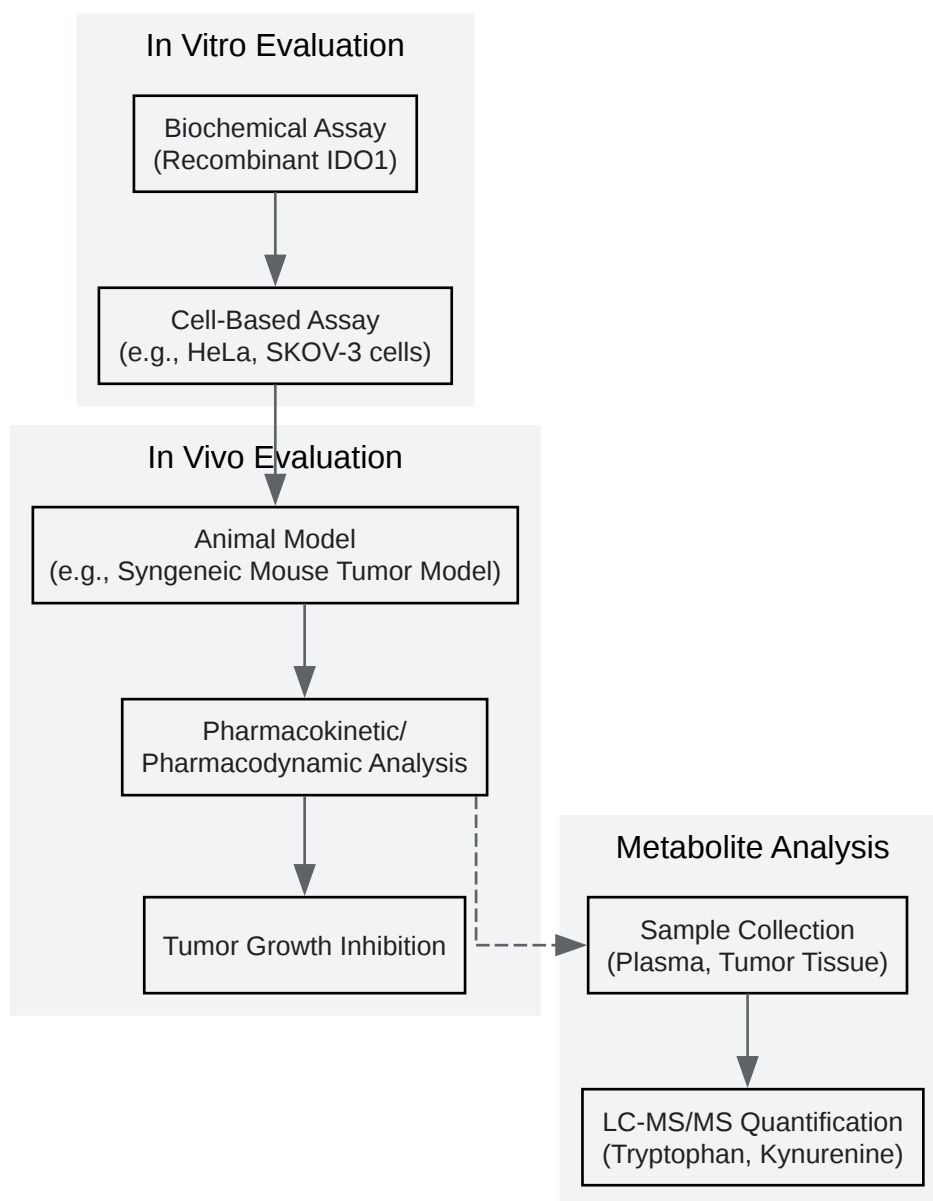 In Vitro Evaluation
Biochemical Assay
(Recombinant IDO1)
Cell-Based Assay
(e.g., HeLa, SKOV-3 cells)
In Vivo Evaluation
Animal Model
(e.g., Syngeneic Mouse Tumor Model)
Pharmacokinetic/
Pharmacodynamic Analysis
Tumor Growth Inhibition
Metabolite Analysis
Sample Collection
(Plasma, Tumor Tissue)
LC-MS/MS Quantification
(Tryptophan, Kynurenine)